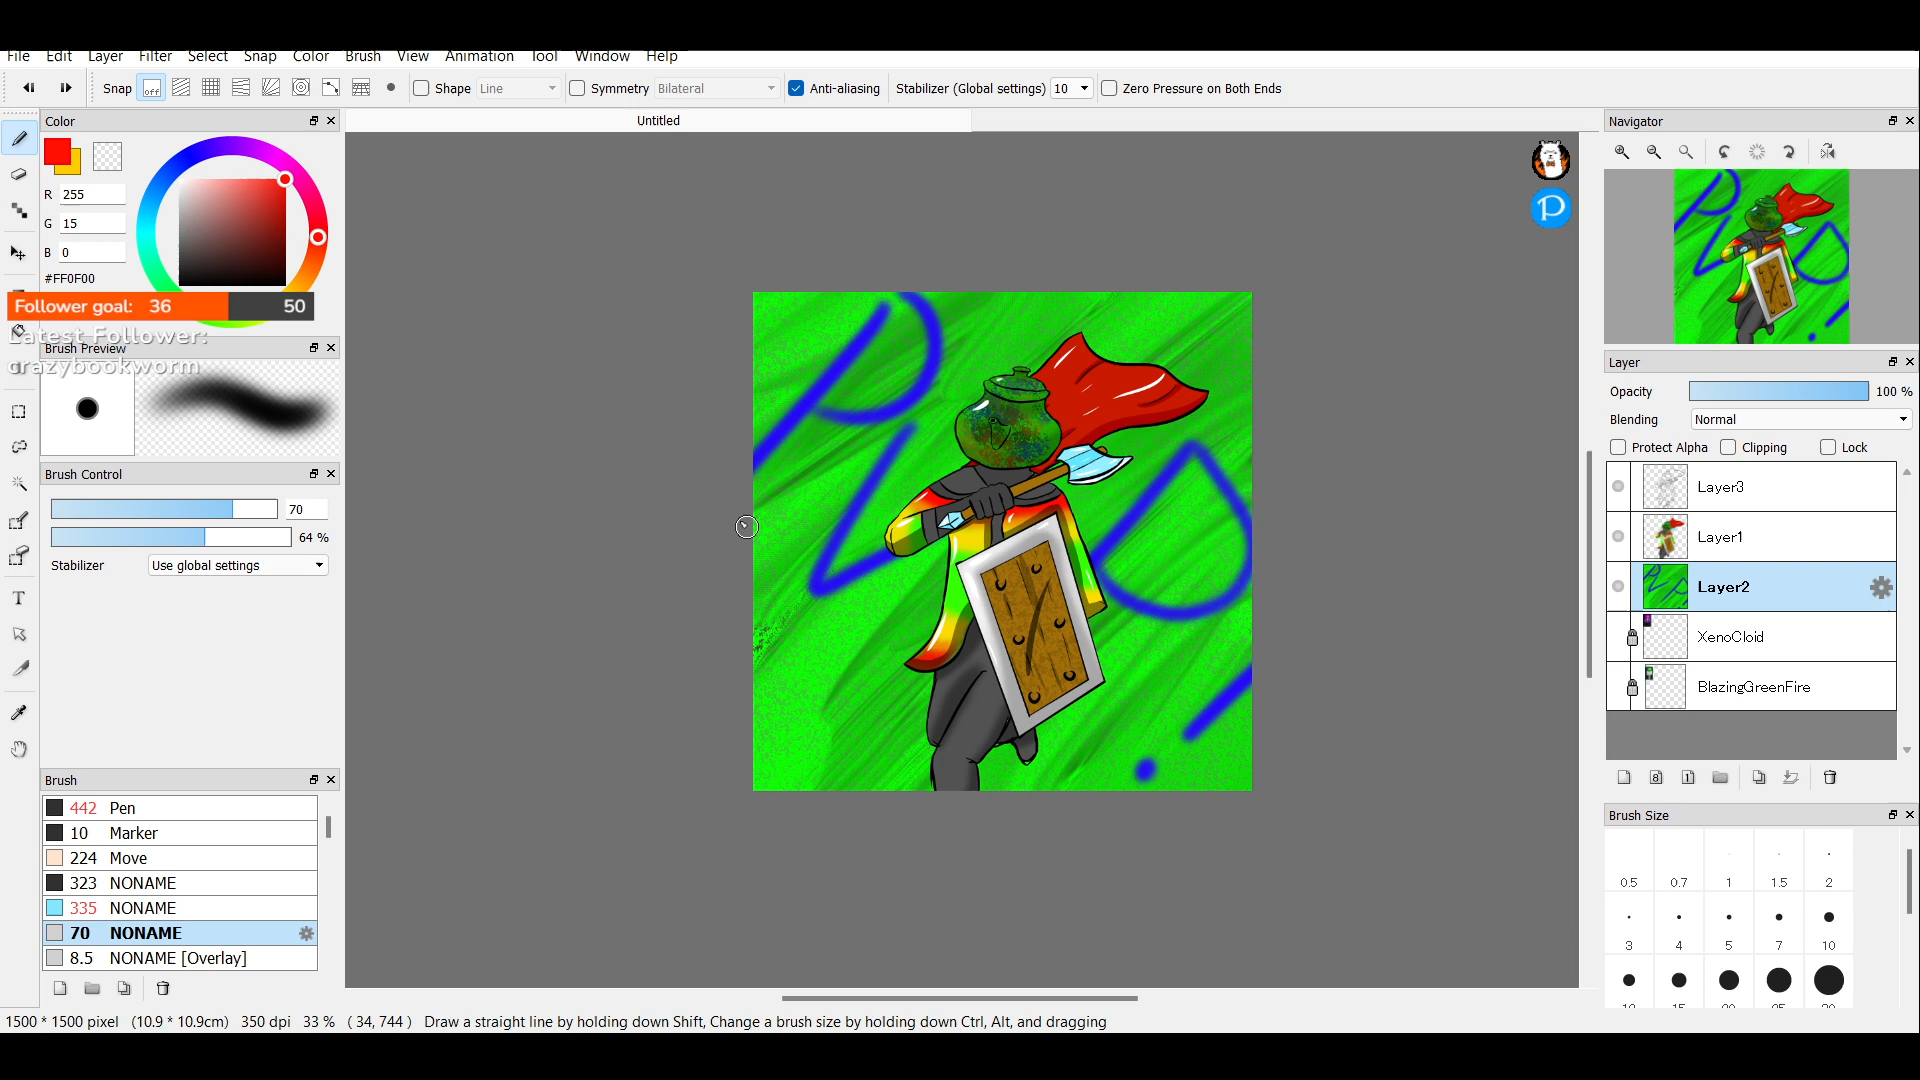 File Edit Layer Filter Select Snap Color Brush View Animation Tool Window Help
Snap off Shape Line Symmetry Bilateral Anti-aliasing Stabilizer (Global settings) 10 Zero Pressure on Both Ends
Color
Untitled
Navigator
R 255
G 15
B 0
#FF0F00
Follower goal: 36 50
Latest Follower:
crazybookworm
Brush Preview
Brush Control
70
64 %
Stabilizer Use global settings
Brush
442 Pen
10 Marker
224 Move
323 NONAME
335 NONAME
70 NONAME
8.5 NONAME [Overlay]
P
Layer
Opacity 100 %
Blending Normal
Protect Alpha Clipping Lock
Layer3
Layer1
Layer2
XenoCloid
BlazingGreenFire
8 1
Brush Size
0.5 0.7 1 1.5 2
3 4 5 7 10
1500 * 1500 pixel (10.9 * 10.9cm) 350 dpi 33 % ( 34, 744 ) Draw a straight line by holding down Shift, Change a brush size by holding down Ctrl, Alt, and dragging